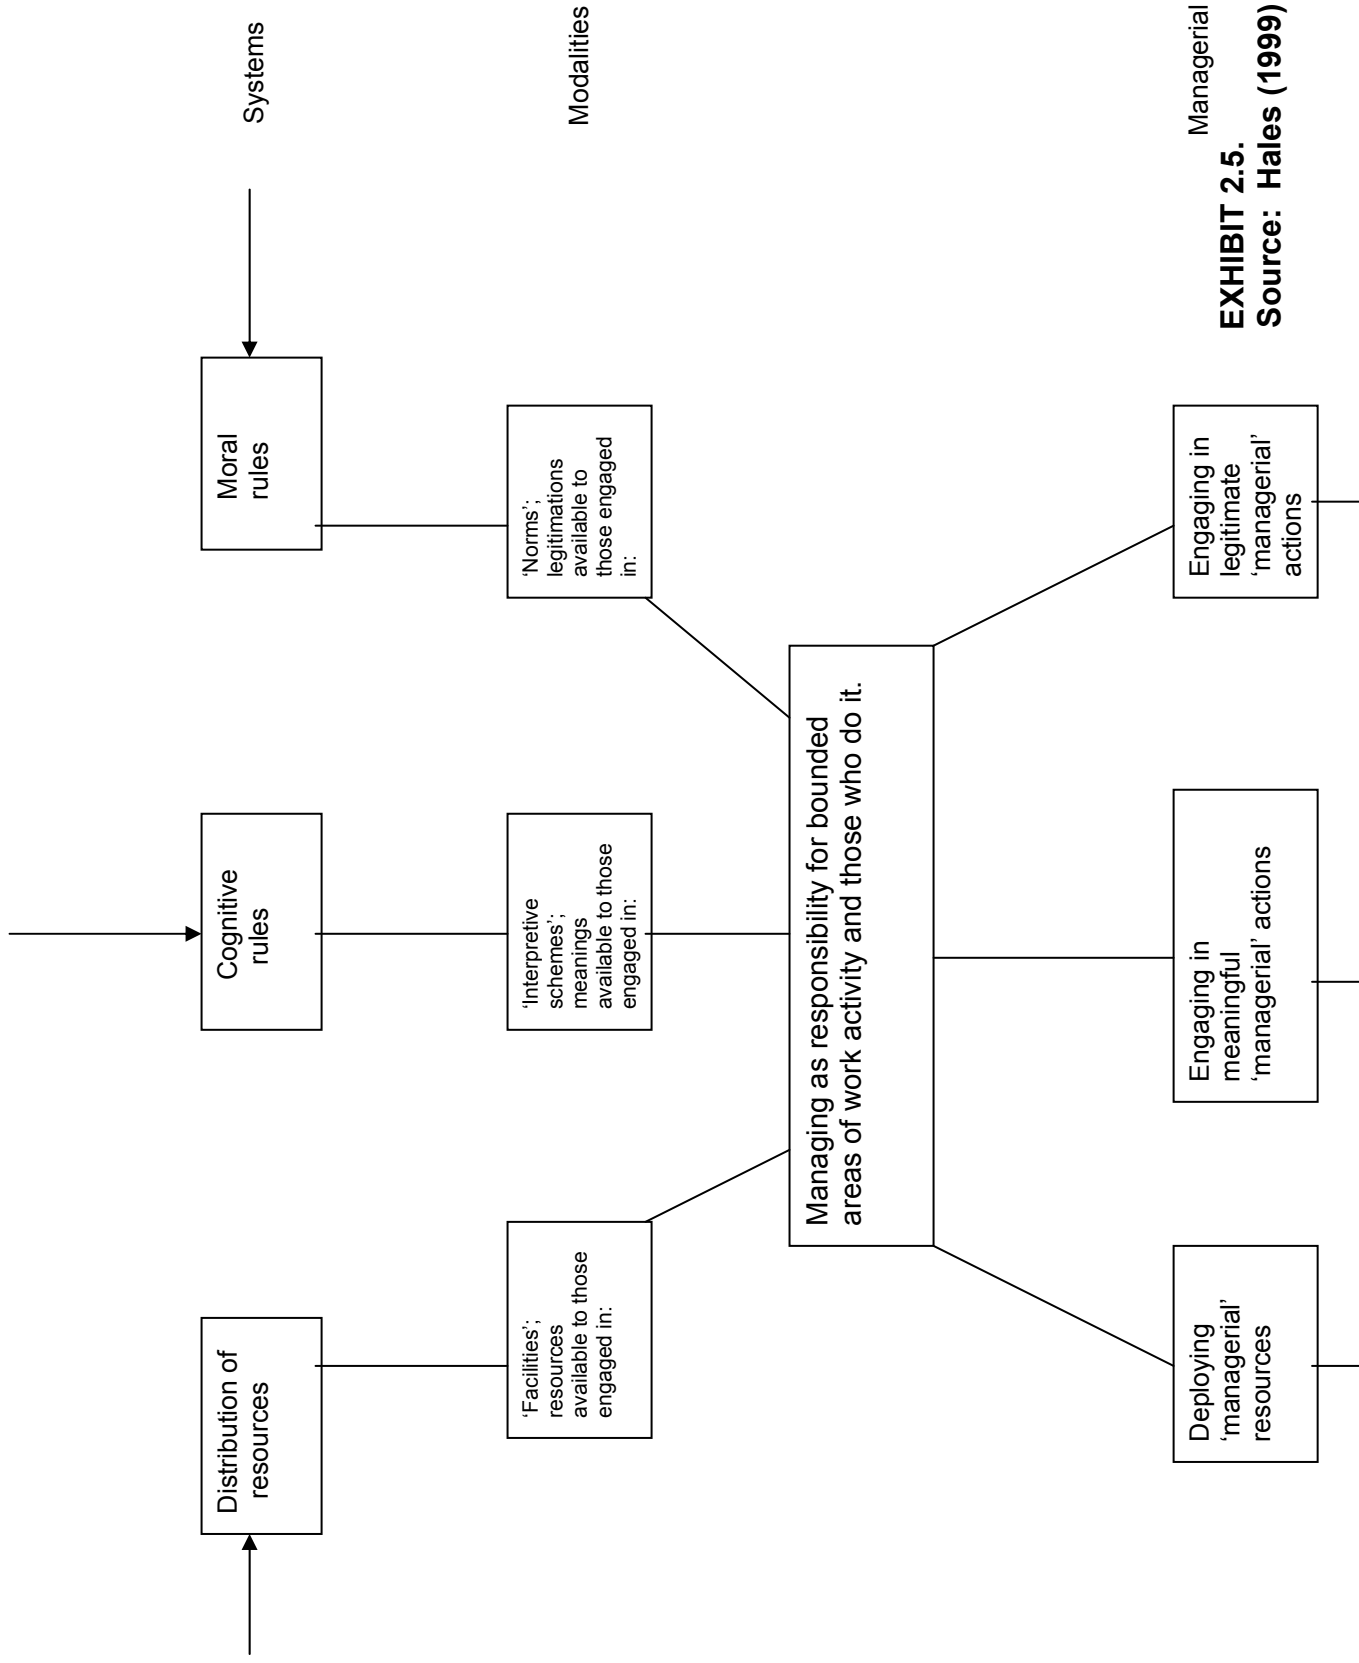 Systems
Distribution of
resources
Cognitive
rules
Moral
rules
Modalities
‘Facilities’;
resources
available to those
engaged in:
‘Interpretive
schemes’;
meanings
available to those
engaged in:
‘Norms’;
legitimations
available to
those engaged
in:
Managing as responsibility for bounded
areas of work activity and those who do it.
Managerial
Deploying
‘managerial’
resources
Engaging in
meaningful
‘managerial’ actions
Engaging in
legitimate
‘managerial’
actions
EXHIBIT 2.5.
Source: Hales (1999)